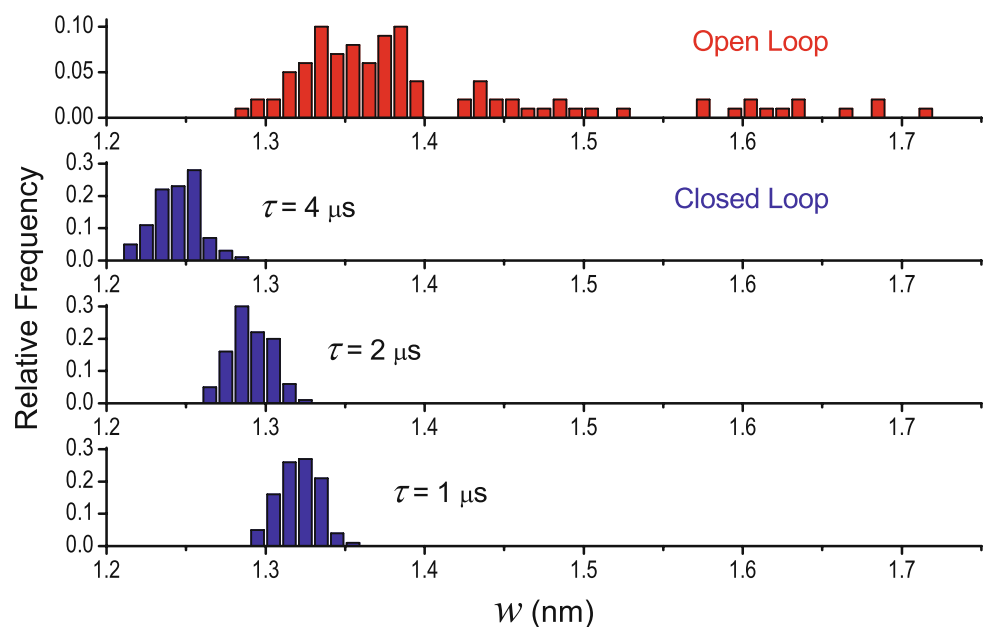 0.10
0.05
0.00
Open Loop
1.2 1.3 1.4 1.5 1.6 1.7
0.3
0.2
0.1
0.0
τ = 4 μs
Closed Loop
1.2 1.3 1.4 1.5 1.6 1.7
0.3
0.2
0.1
0.0
τ = 2 μs
1.2 1.3 1.4 1.5 1.6 1.7
0.3
0.2
0.1
0.0
τ = 1 μs
1.2 1.3 1.4 1.5 1.6 1.7
Relative Frequency
w (nm)